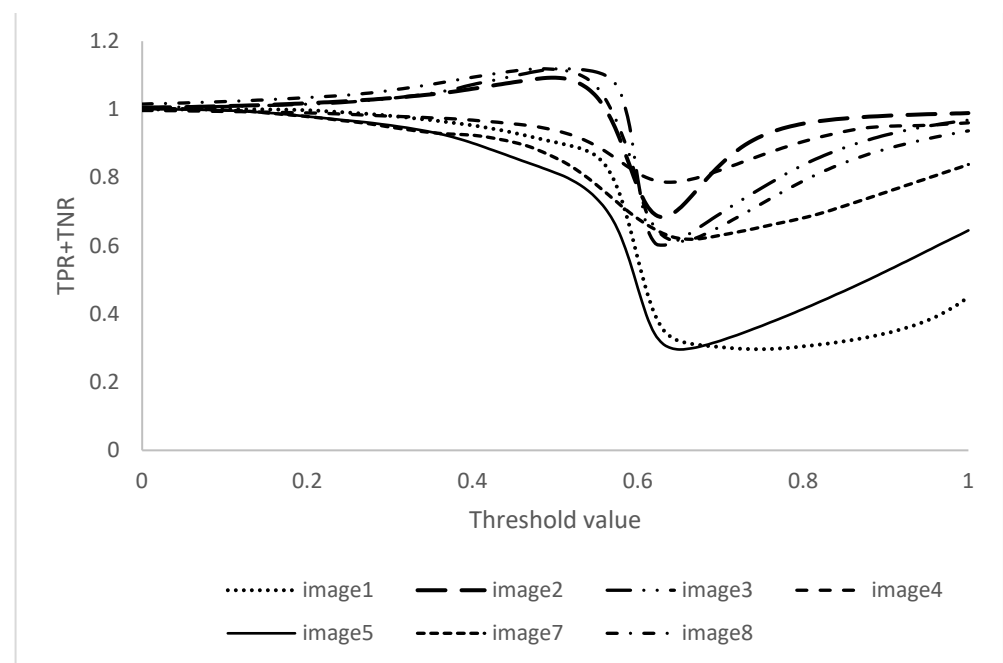 1.2
1
0.8
0.6
0.4
0.2
0
TPR+TNR
0 0.2 0.4 0.6 0.8 1
Threshold value
image1 image2 image3 image4
image5 image7 image8